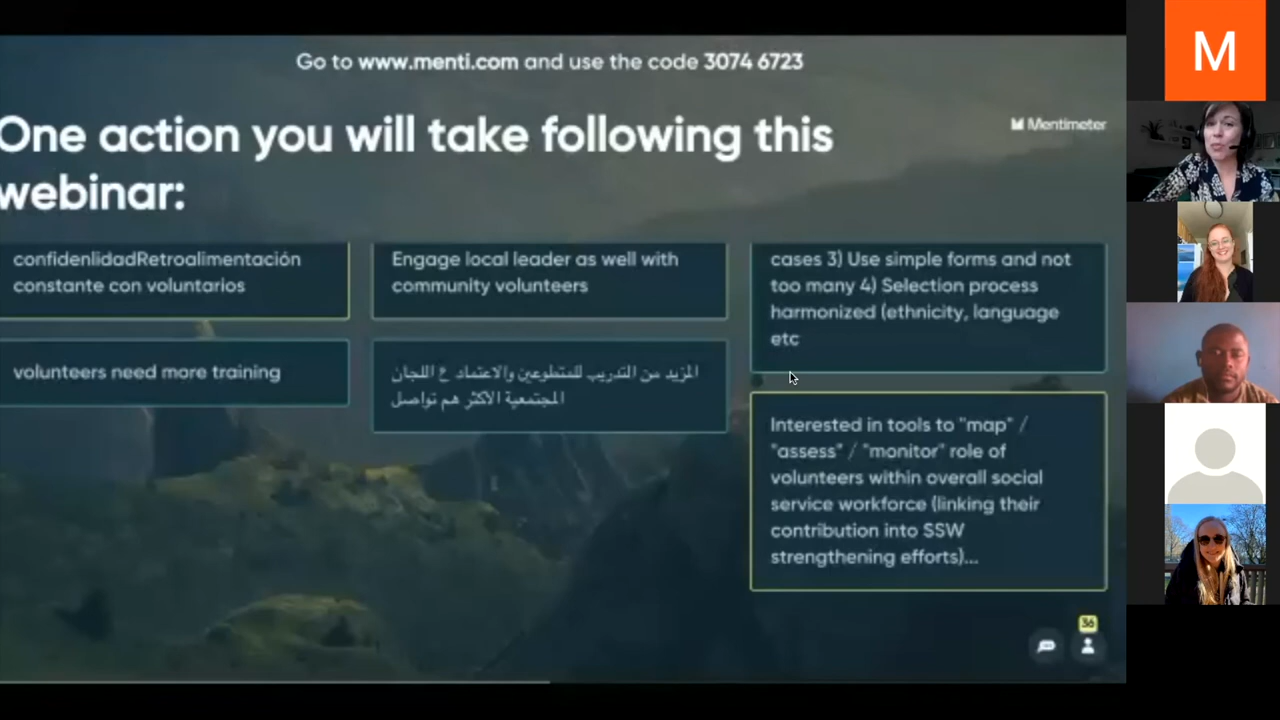 Go to www.menti.com and use the code 3074 6723
One action you will take following this
webinar:
Mentimeter
confidenlidadRetroalimentación
constante con voluntarios
volunteers need more training
Engage local leader as well with
community volunteers
المزيد من التدريب للمتطوعين والاعتماد ع اللجان
المجتمعية الأكثر هم تواصل
cases 3) Use simple forms and not
too many 4) Selection process
harmonized (ethnicity, language
etc
Interested in tools to "map" /
"assess" / "monitor" role of
volunteers within overall social
service workforce (linking their
contribution into SSW
strengthening efforts)...
36
M